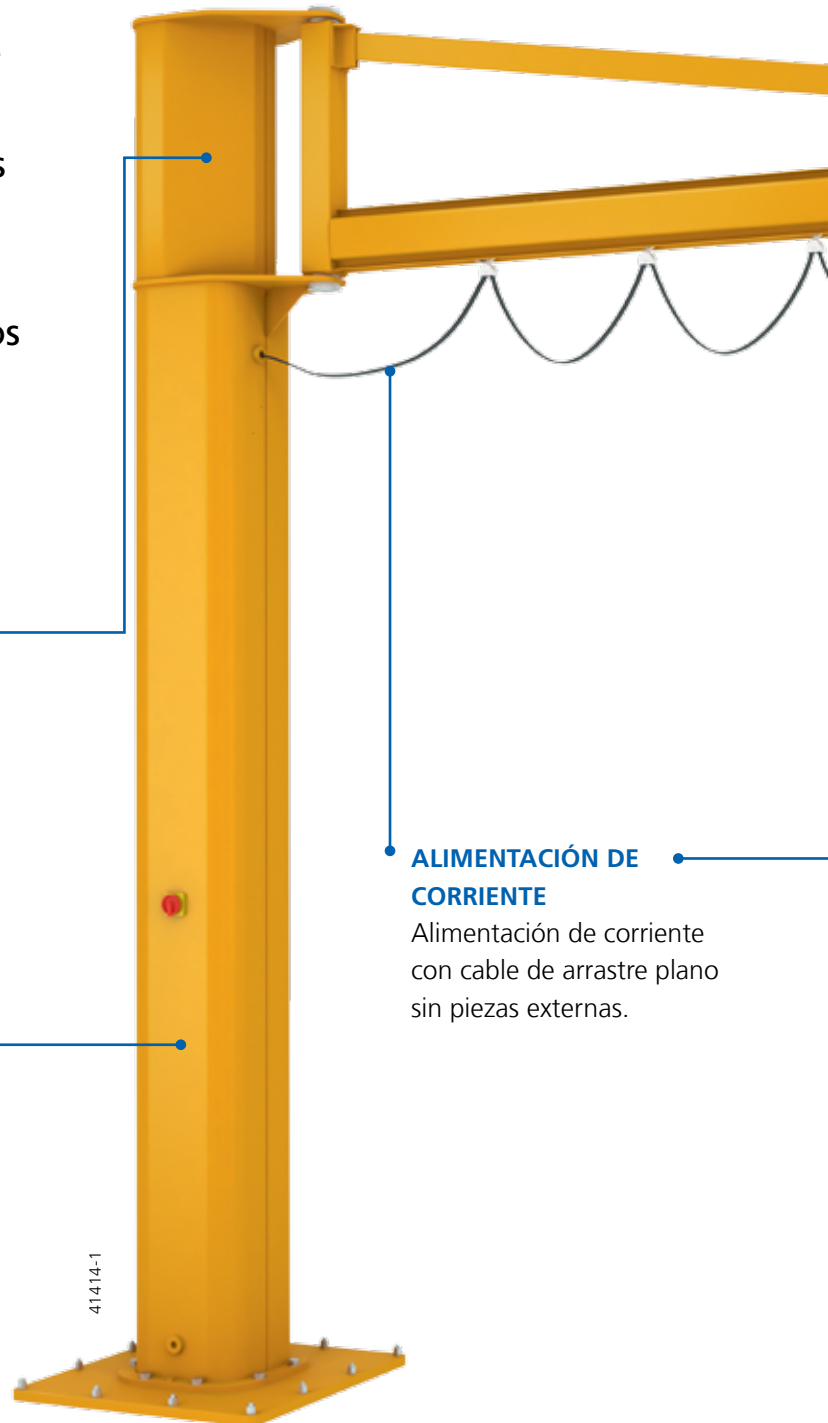 ALIMENTACIÓN DE
CORRIENTE
Alimentación de corriente
con cable de arrastre plano
sin piezas externas.
41414-1